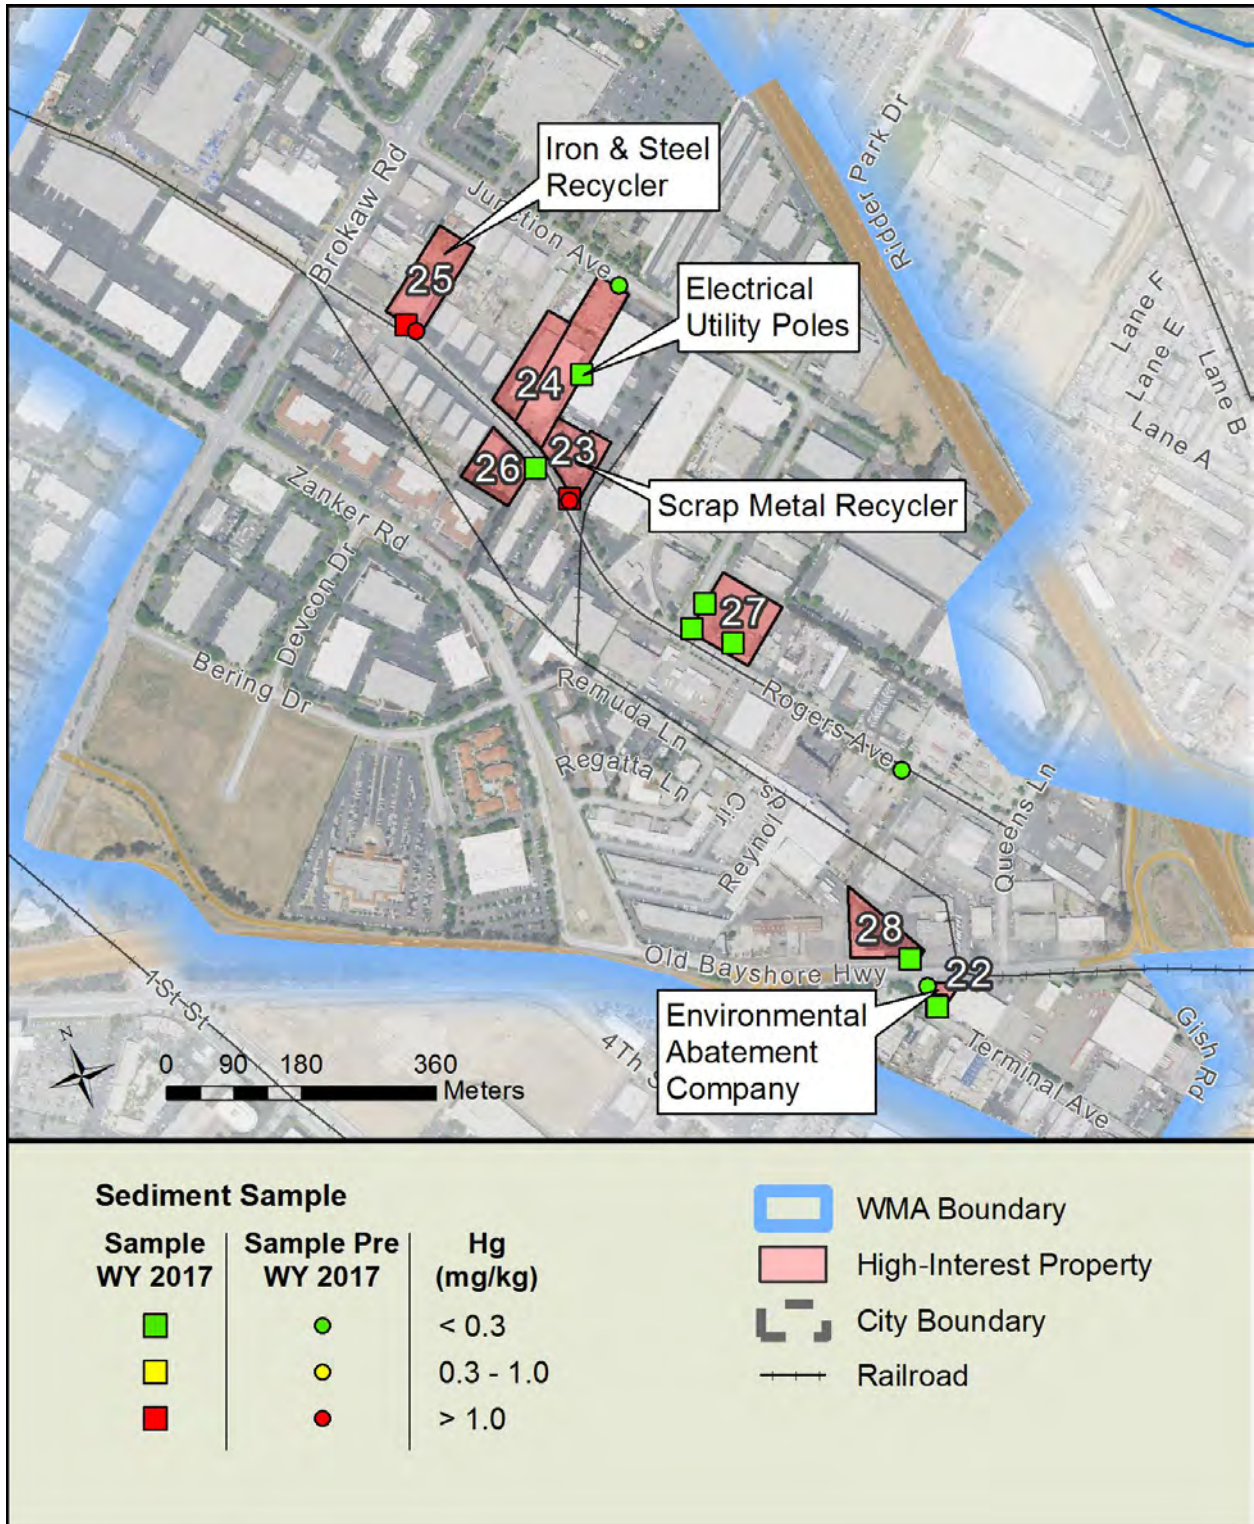 Iron & Steel
Recycler
Junction Ave
Brokaw Rd
Ridder Park Dr
25
Electrical
Utility Poles
Lane F
Lane E
Lane B
Lane A
24
23
26
Scrap Metal Recycler
Zanker Rd
Devcon Dr
27
Bering Dr
Remuda Ln
Regatta Ln
Rogers Ave
Cir
Reynolds
Queens Ln
28
Old Bayshore Hwy
22
1St St
Environmental
Abatement
Company
4Th S
Terminal Ave
Gish Rd
N
0 90 180 360
Meters
Sediment Sample
Sample
WY 2017
Sample Pre
WY 2017
Hg
(mg/kg)
< 0.3
0.3 - 1.0
> 1.0
WMA Boundary
High-Interest Property
City Boundary
Railroad